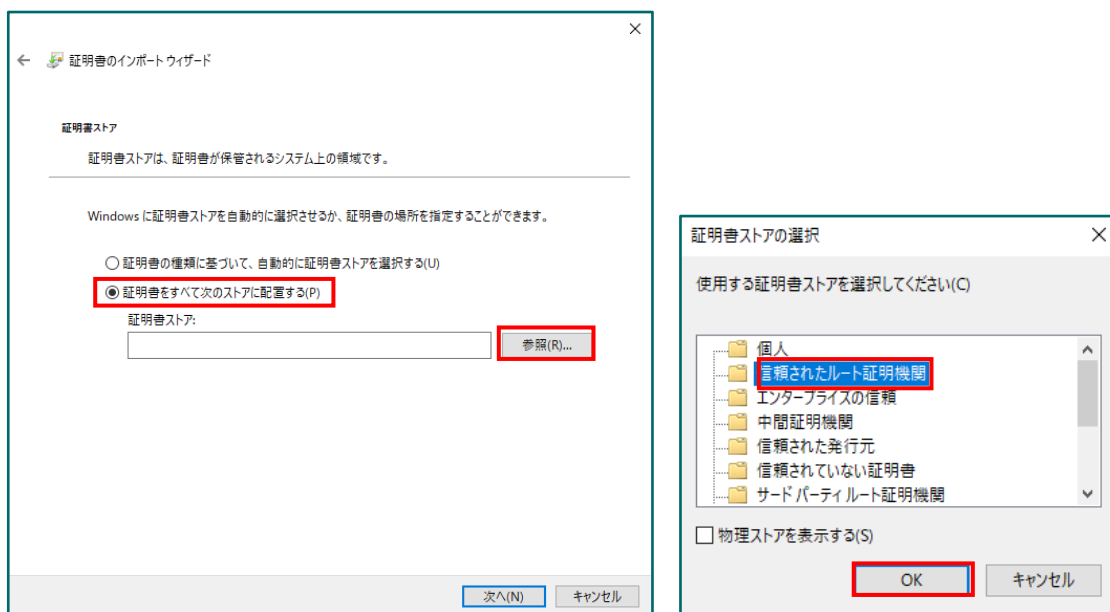 証明書のインポート ウィザード
証明書ストア
証明書ストアは、証明書が保管されるシステム上の領域です。
Windows に証明書ストアを自動的に選択させるか、証明書の場所を指定することができます。
証明書の種類に基づいて、自動的に証明書ストアを選択する(U)
証明書をすべて次のストアに配置する(P)
証明書ストア:
参照(R)...
次へ(N)
キャンセル
証明書ストアの選択
使用する証明書ストアを選択してください(C)
個人
信頼されたルート証明機関
エンタープライズの信頼
中間証明機関
信頼された発行元
信頼されていない証明書
サード パーティ ルート証明機関
物理ストアを表示する(S)
OK
キャンセル